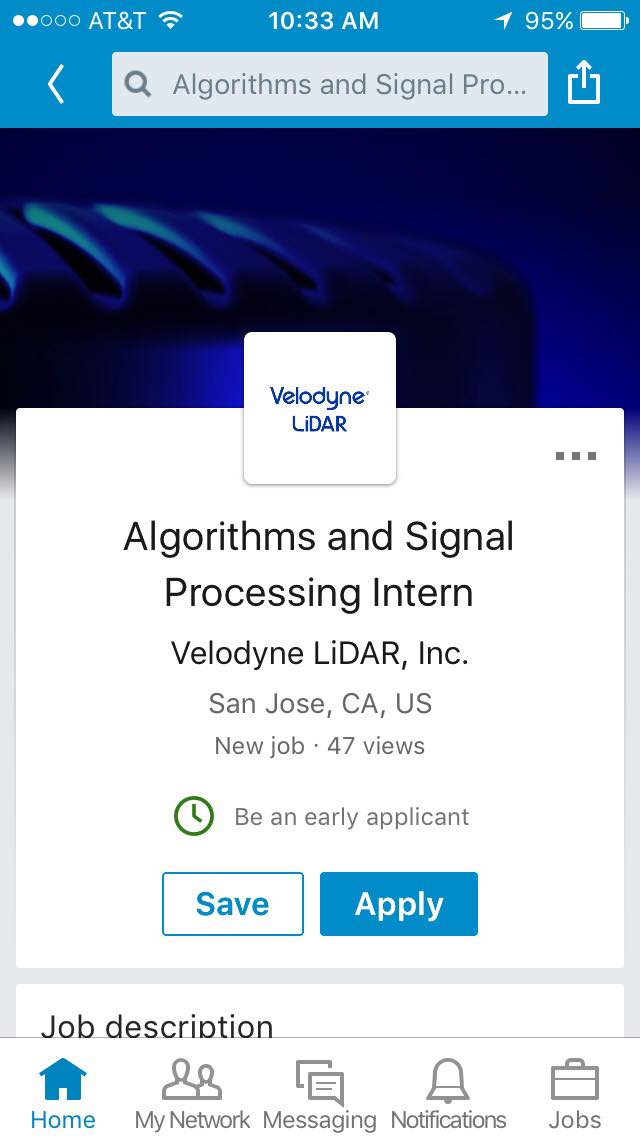 AT&T 10:33 AM 95%
Algorithms and Signal Pro...
Velodyne
LiDAR
Algorithms and Signal
Processing Intern
Velodyne LiDAR, Inc.
San Jose, CA, US
New job · 47 views
Be an early applicant
Save Apply
Job description
Home My Network Messaging Notifications Jobs